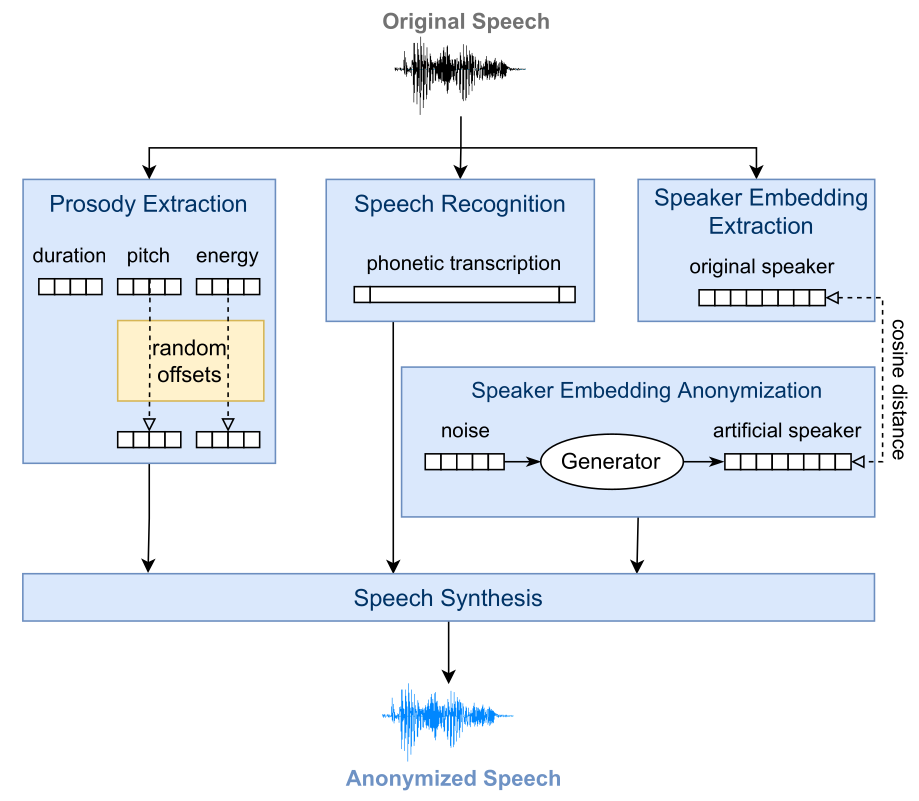 Original Speech
Prosody Extraction
duration pitch energy
random
offsets
Speech Recognition
phonetic transcription
Speaker Embedding
Extraction
original speaker
cosine distance
Speaker Embedding Anonymization
noise
Generator
artificial speaker
Speech Synthesis
Anonymized Speech